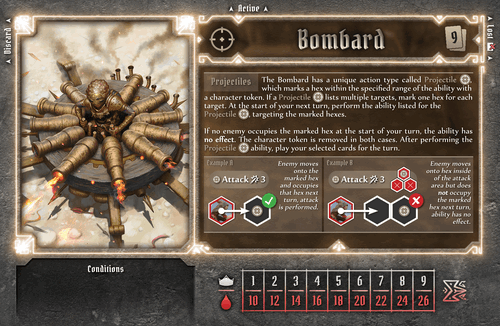 Active
Discard
Lost
Bombard
9
Projectiles The Bombard has a unique action type called Projectile ,
which marks a hex within the specified range of the ability with
a character token. If a Projectile lists multiple targets, mark one hex for each
target. At the start of your next turn, perform the ability listed for the
Projectile , targeting the marked hexes.
If no enemy occupies the marked hex at the start of your turn, the ability has
no effect. The character token is removed in both cases. After performing the
Projectile ability, play your selected cards for the turn.
Example A
Attack 3
Enemy moves
onto the
marked hex
and occupies
that hex next
turn, attack
is performed.
Example B
Attack 3
Enemy moves
onto hex inside
of the attack
area but does
not occupy
the marked
hex next turn,
ability has no
effect.
Conditions
1 2 3 4 5 6 7 8 9
10 12 14 16 18 20 22 24 26